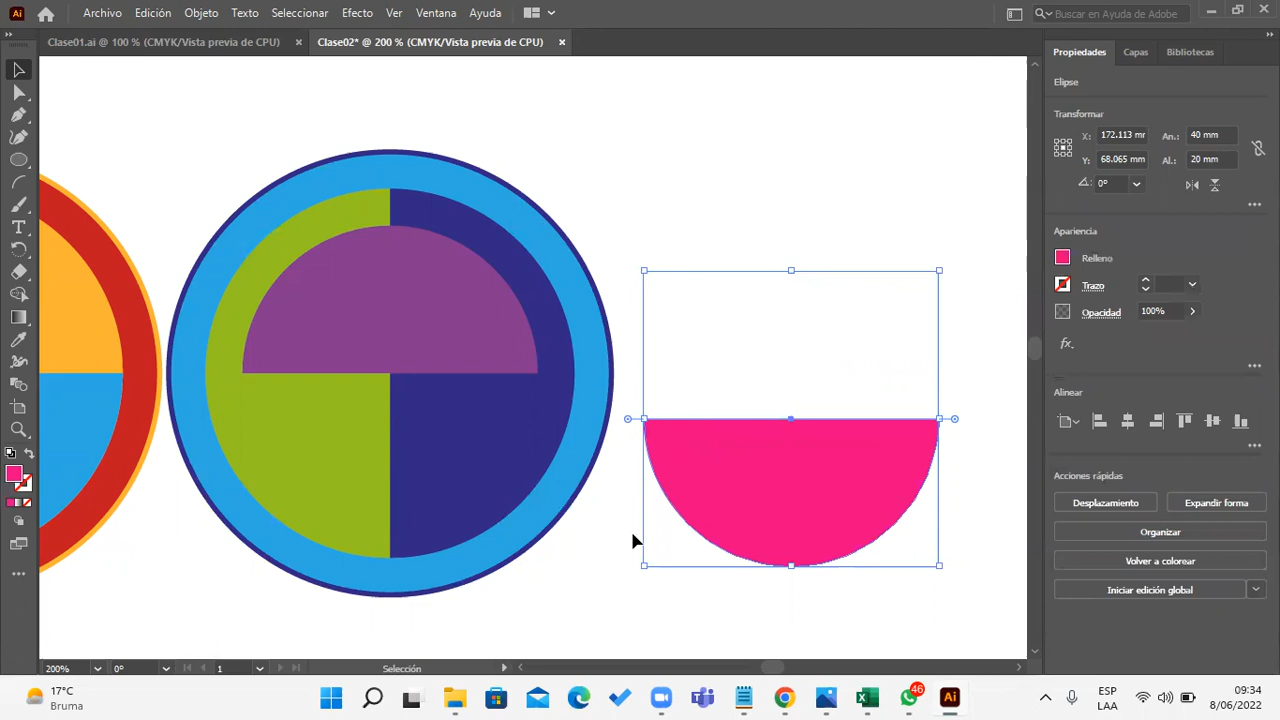 Ai Archivo Edición Objeto Texto Seleccionar Efecto Ver Ventana Ayuda Buscar en Ayuda de Adobe
Clase01.ai @ 100 % (CMYK/Vista previa de CPU) × Clase02* @ 200 % (CMYK/Vista previa de CPU) ×
Propiedades Capas Bibliotecas
Elipse
Transformar
X: 172.113 mr An.: 40 mm
Y: 68.065 mm Al.: 20 mm
0°
Apariencia
Relleno
Trazo
Opacidad 100%
fx.
Alinear
Acciones rápidas
Desplazamiento Expandir forma
Organizar
Volver a colorear
Iniciar edición global
200% 0° 1 Selección
17°C
Bruma
46
Ai
ESP
LAA
09:34
8/06/2022